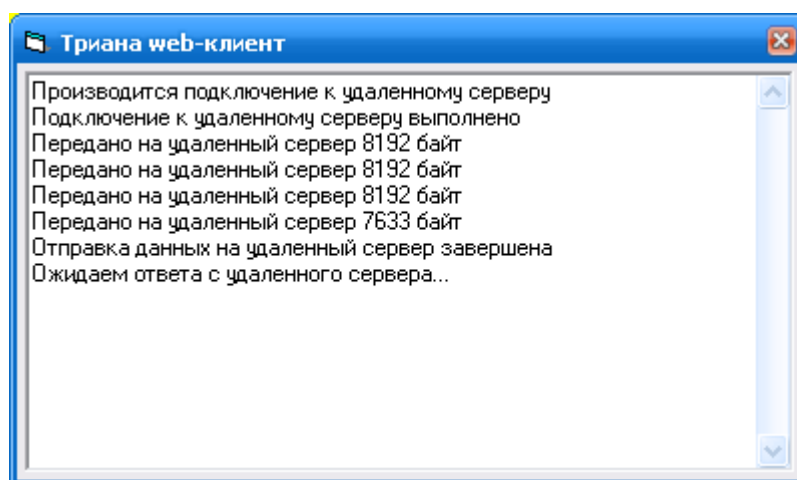 Триана web-клиент
Производится подключение к удаленному серверу
Подключение к удаленному серверу выполнено
Передано на удаленный сервер 8192 байт
Передано на удаленный сервер 8192 байт
Передано на удаленный сервер 8192 байт
Передано на удаленный сервер 7633 байт
Отправка данных на удаленный сервер завершена
Ожидаем ответа с удаленного сервера...